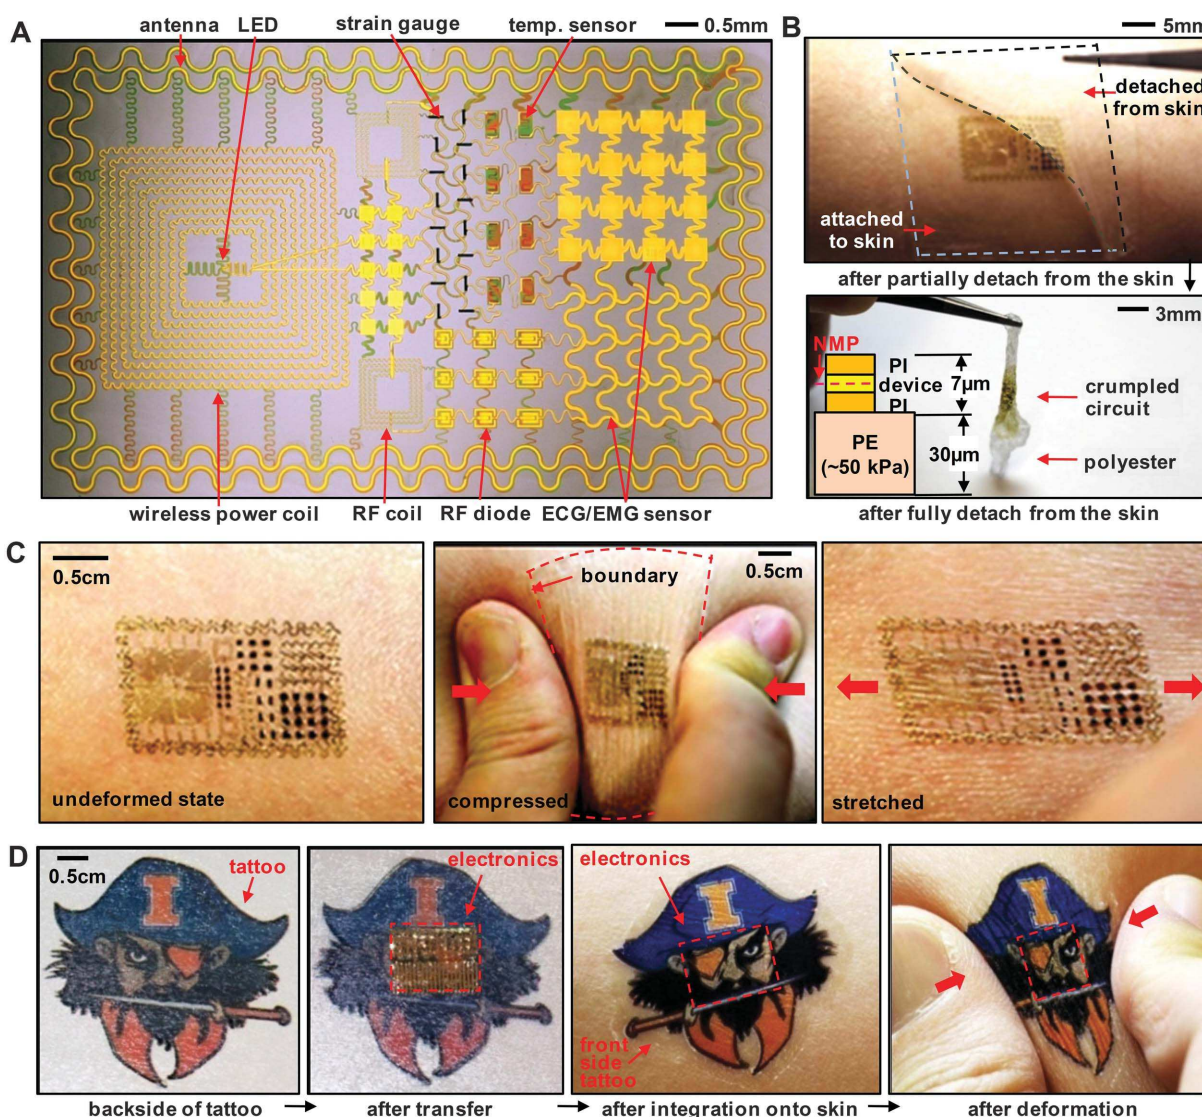 A
antenna LED strain gauge temp. sensor 0.5mm
wireless power coil RF coil RF diode ECG/EMG sensor
B
5mm
detached
from skin
attached
to skin
after partially detach from the skin
3mm
NMP
PI
device
PI
7μm
PE
(~50 kPa)
30μm
crumpled
circuit
polyester
after fully detach from the skin
C
0.5cm
undeformed state
boundary
0.5cm
compressed
stretched
D
0.5cm
tattoo
I
backside of tattoo
electronics
I
after transfer
electronics
I
front
side
tattoo
after integration onto skin
I
after deformation